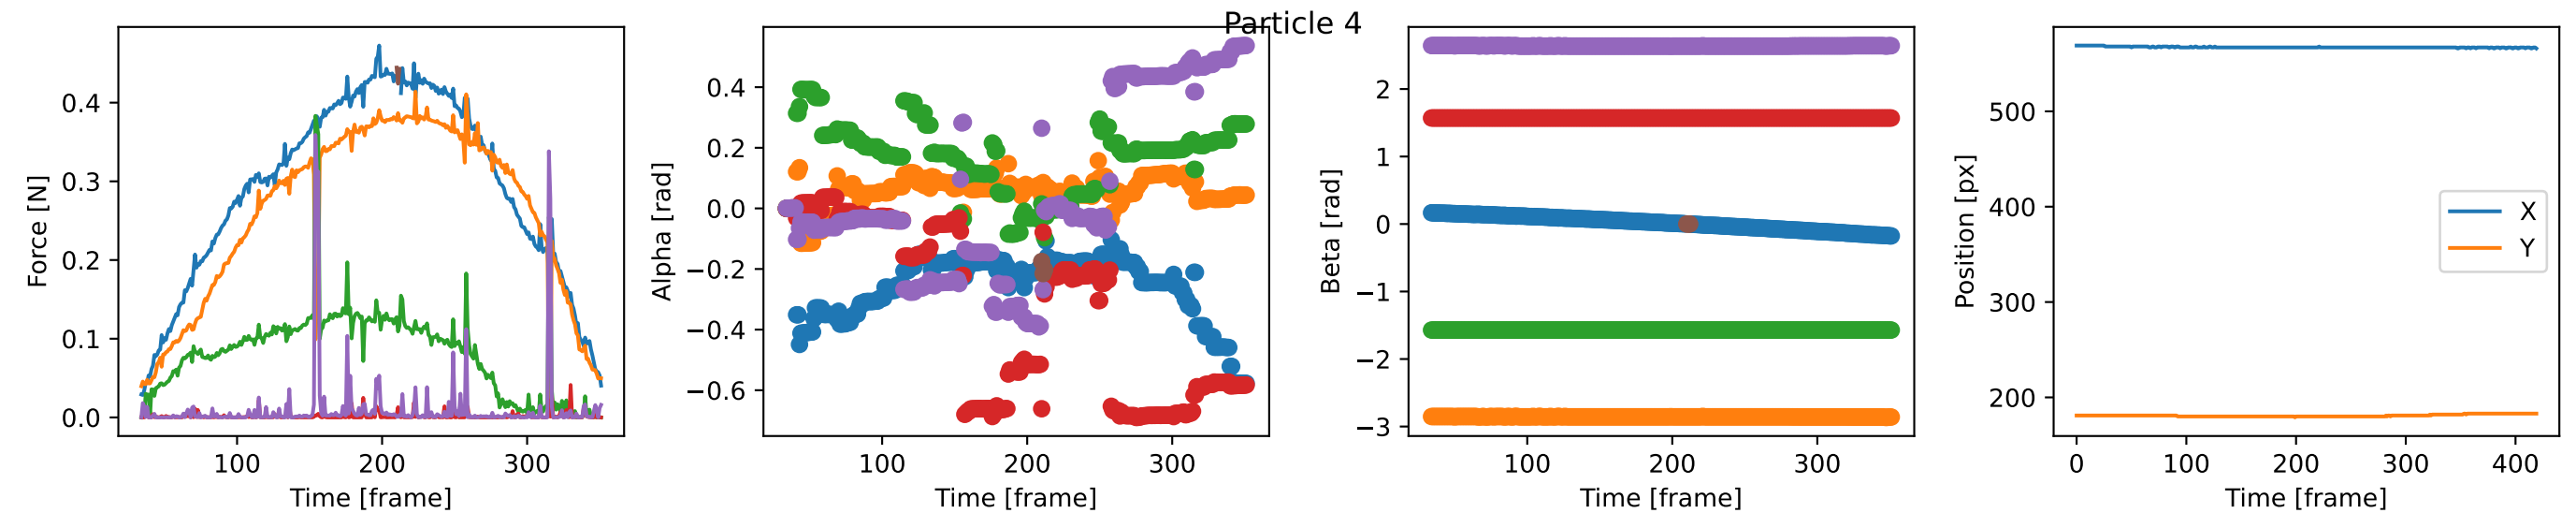 Particle 4
Force [N]
0.4
0.3
0.2
0.1
0.0
100 200 300
Time [frame]
Alpha [rad]
0.4
0.2
0.0
−0.2
−0.4
−0.6
100 200 300
Time [frame]
Beta [rad]
2
1
0
−1
−2
−3
100 200 300
Time [frame]
Position [px]
500
400
300
200
X
Y
0 100 200 300 400
Time [frame]